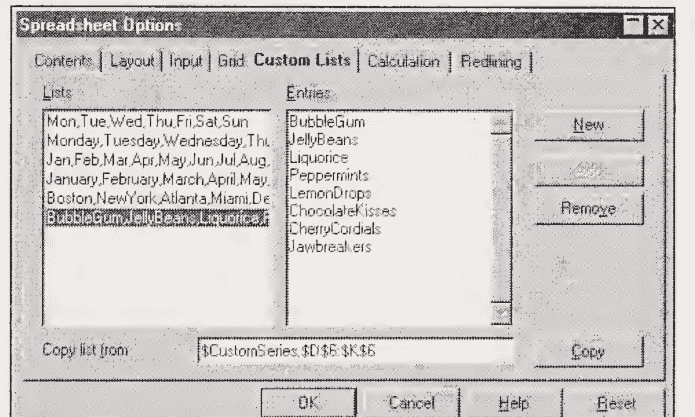 Spreadsheet Options
Contents Layout Input Grid Custom Lists Calculation Redlining
Lists
Mon,Tue,Wed,Thu,Fri,Sat,Sun
Monday,Tuesday,Wednesday,Thu
Jan,Feb,Mar,Apr,May,Jun,Jul,Aug,
January,February,March,April,May,
Boston,NewYork,Atlanta,Miami,De
BubbleGum,JellyBeans,Liquorice,
Entries
BubbleGum
JellyBeans
Liquorice
Peppermints
LemonDrops
ChocolateKisses
CherryCordials
Jawbreakers
New
Remove
Copy list from
$CustomSeries.$D$6:$K$6
Copy
OK Cancel Help Reset